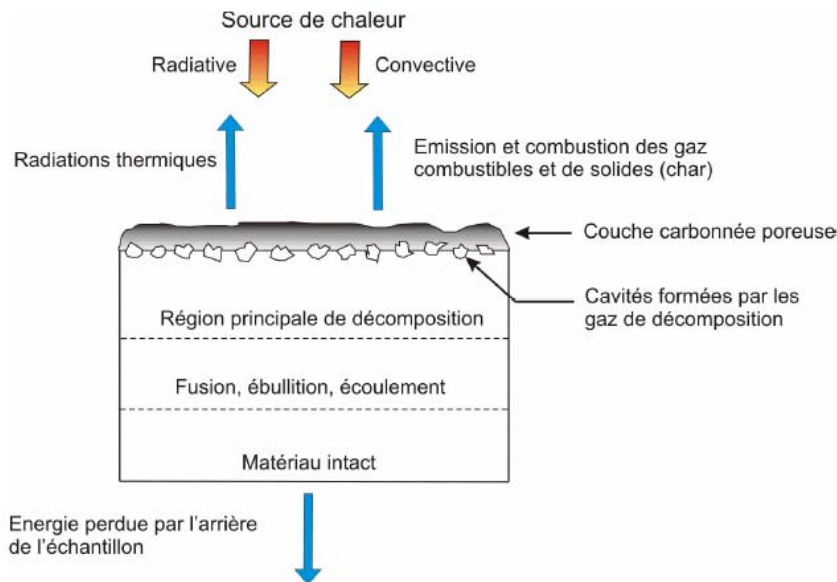 Source de chaleur
Radiative
Convective
Radiations thermiques
Emission et combustion des gaz
combustibles et de solides (char)
Couche carbonnée poreuse
Cavités formées par les
gaz de décomposition
Région principale de décomposition
Fusion, ébullition, écoulement
Matériau intact
Energie perdue par l'arrière
de l'échantillon